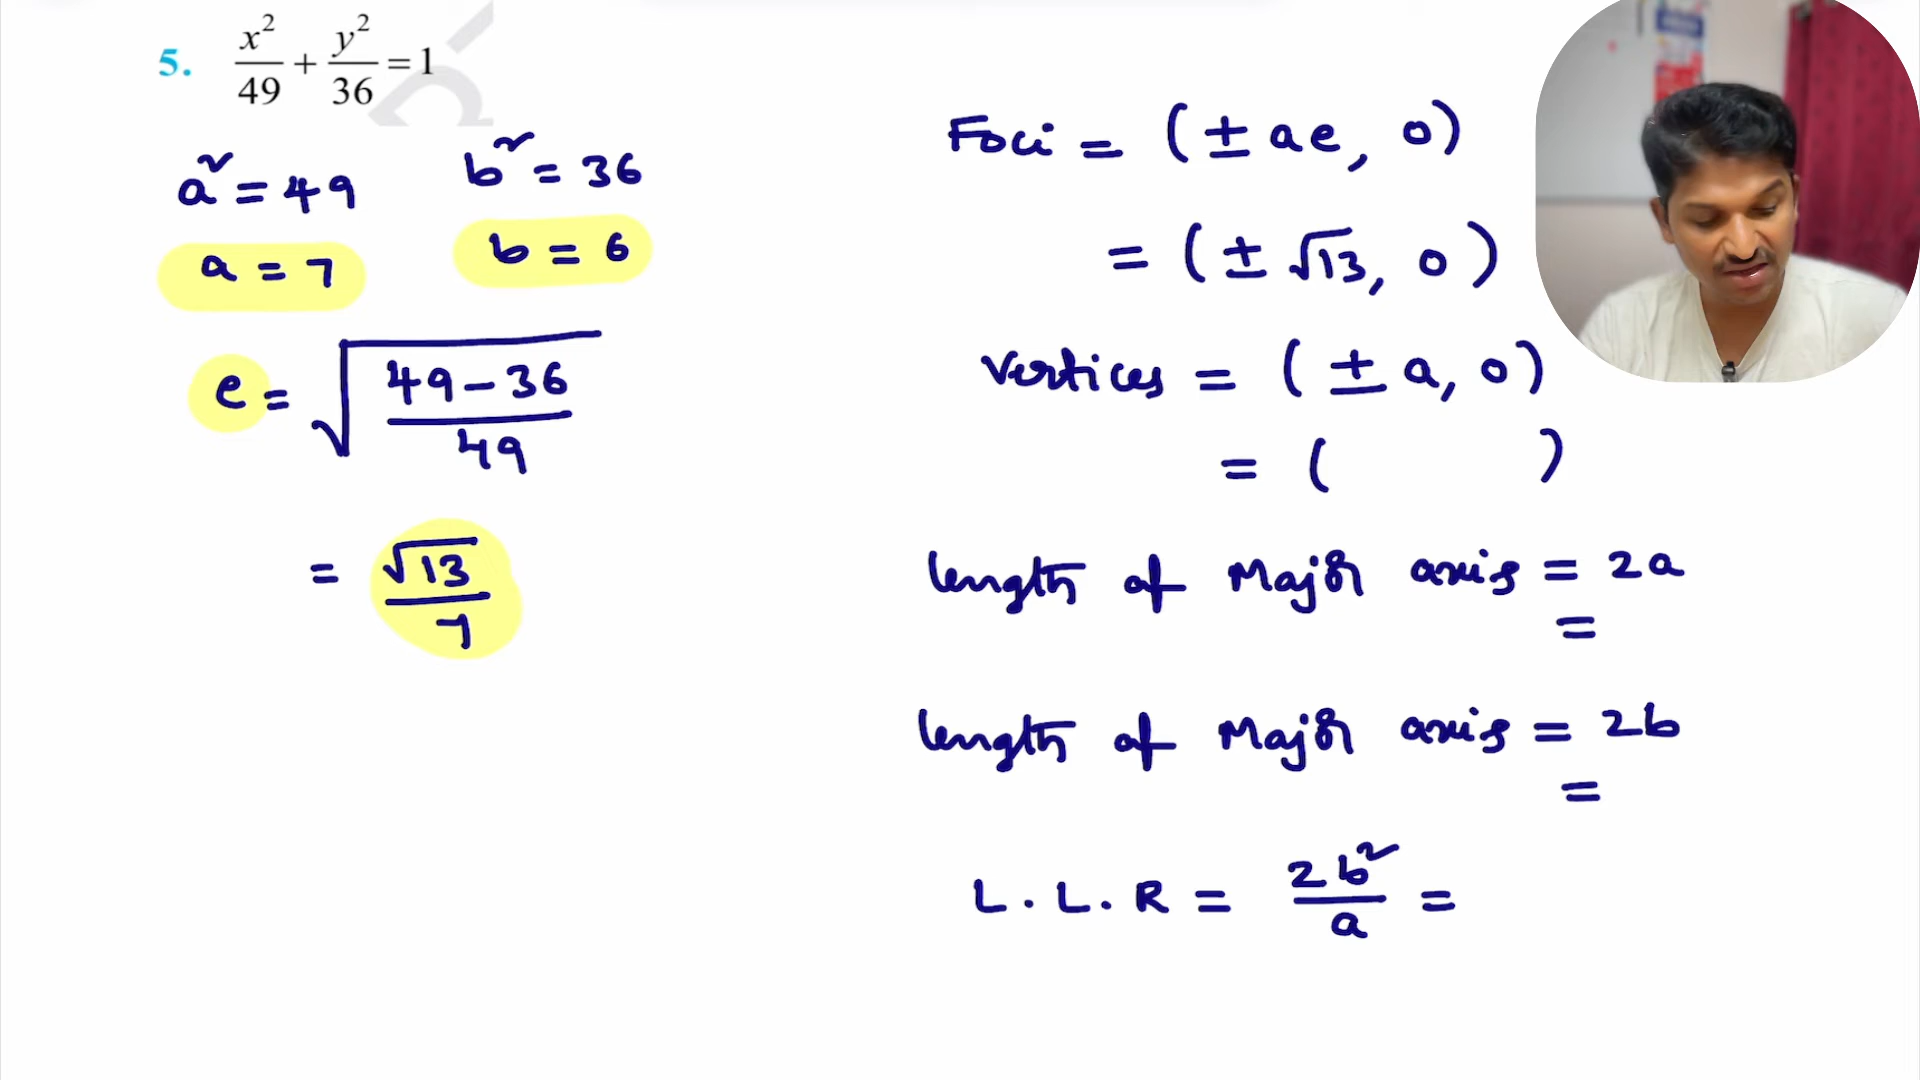 5. x²/49 + y²/36 = 1
a² = 49
b² = 36
a = 7
b = 6
e = √((49-36)/49)
= √13/7
Foci = (± ae, 0)
= (± √13, 0)
Vertices = (± a, 0)
= ( )
length of Major axis = 2a
=
length of Major axis = 2b
=
L.L.R = 2b²/a =